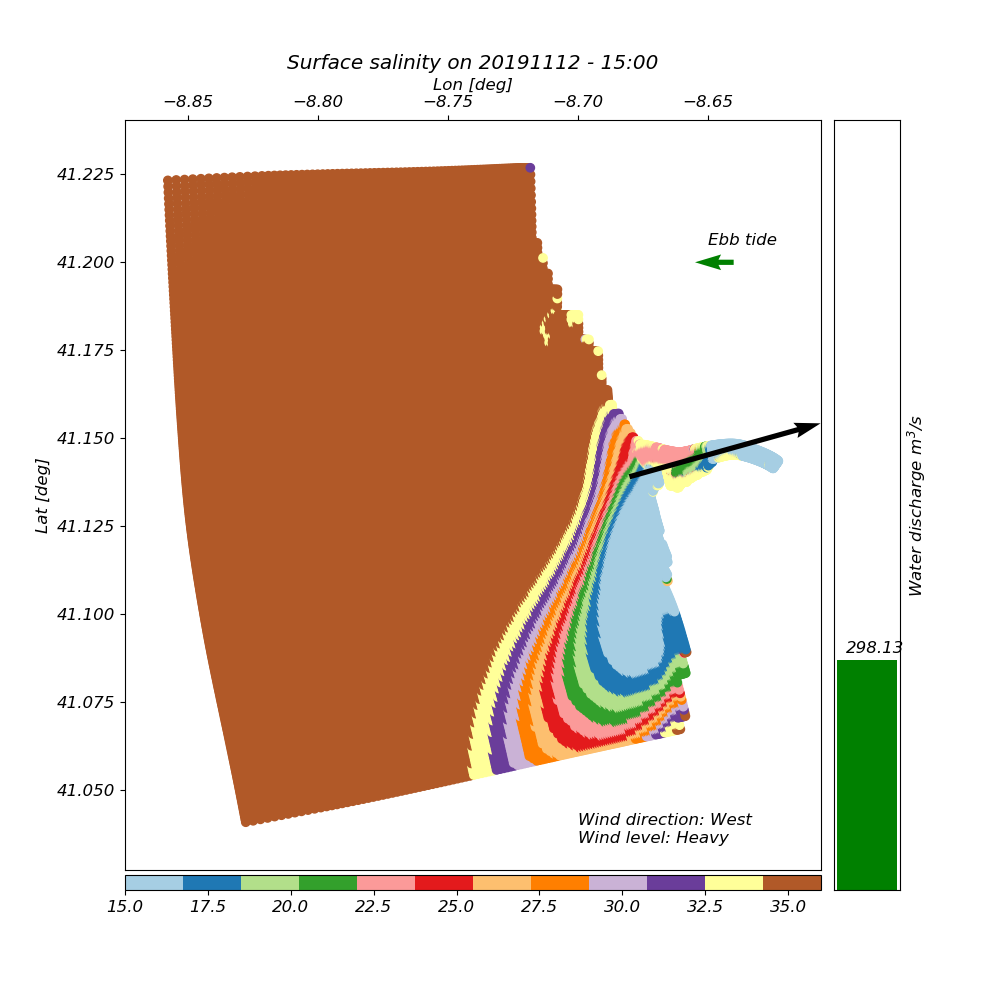 Surface salinity on 20191112 - 15:00
Lon [deg]
−8.85 −8.80 −8.75 −8.70 −8.65
41.225
41.200
41.175
41.150
41.125
41.100
41.075
41.050
Lat [deg]
Ebb tide
Water discharge m³/s
298.13
Wind direction: West
Wind level: Heavy
15.0 17.5 20.0 22.5 25.0 27.5 30.0 32.5 35.0